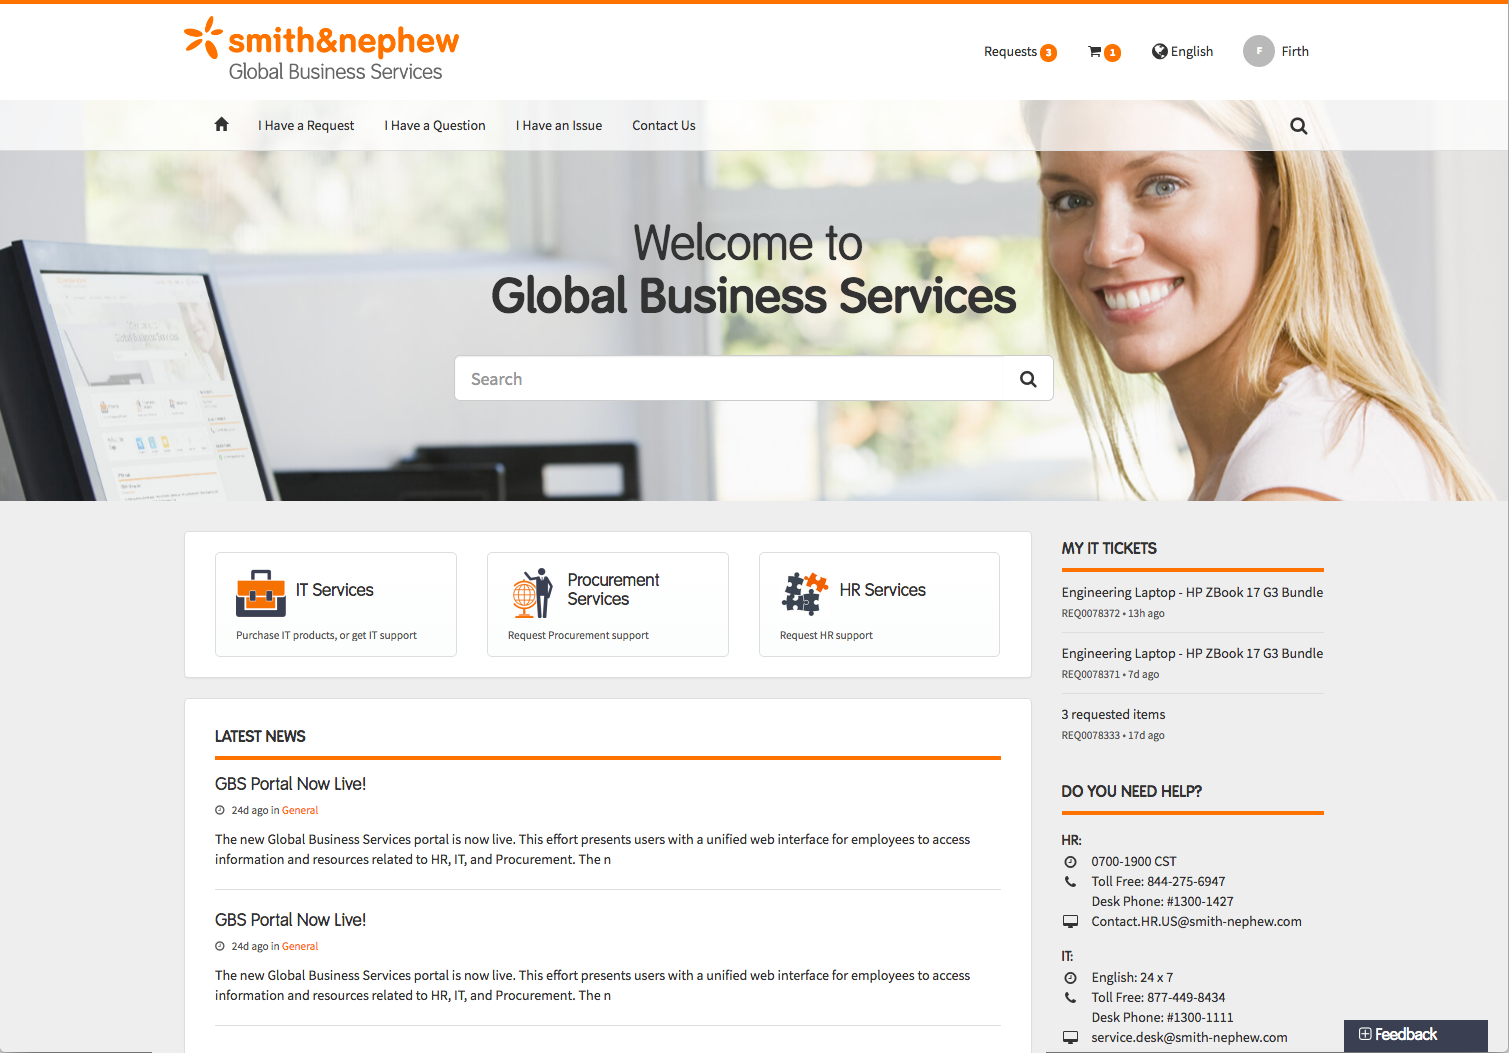 smith&nephew
Global Business Services
Requests 3
1
English
F
Firth
I Have a Request
I Have a Question
I Have an Issue
Contact Us
Welcome to
Global Business Services
Search
IT Services
Purchase IT products, or get IT support
Procurement
Services
Request Procurement support
HR Services
Request HR support
LATEST NEWS
GBS Portal Now Live!
24d ago in General
The new Global Business Services portal is now live. This effort presents users with a unified web interface for employees to access
information and resources related to HR, IT, and Procurement. The n
GBS Portal Now Live!
24d ago in General
The new Global Business Services portal is now live. This effort presents users with a unified web interface for employees to access
information and resources related to HR, IT, and Procurement. The n
MY IT TICKETS
Engineering Laptop - HP ZBook 17 G3 Bundle
REQ0078372 • 13h ago
Engineering Laptop - HP ZBook 17 G3 Bundle
REQ0078371 • 7d ago
3 requested items
REQ0078333 • 17d ago
DO YOU NEED HELP?
HR:
0700-1900 CST
Toll Free: 844-275-6947
Desk Phone: #1300-1427
Contact.HR.US@smith-nephew.com
IT:
English: 24 x 7
Toll Free: 877-449-8434
Desk Phone: #1300-1111
service.desk@smith-nephew.com
Feedback